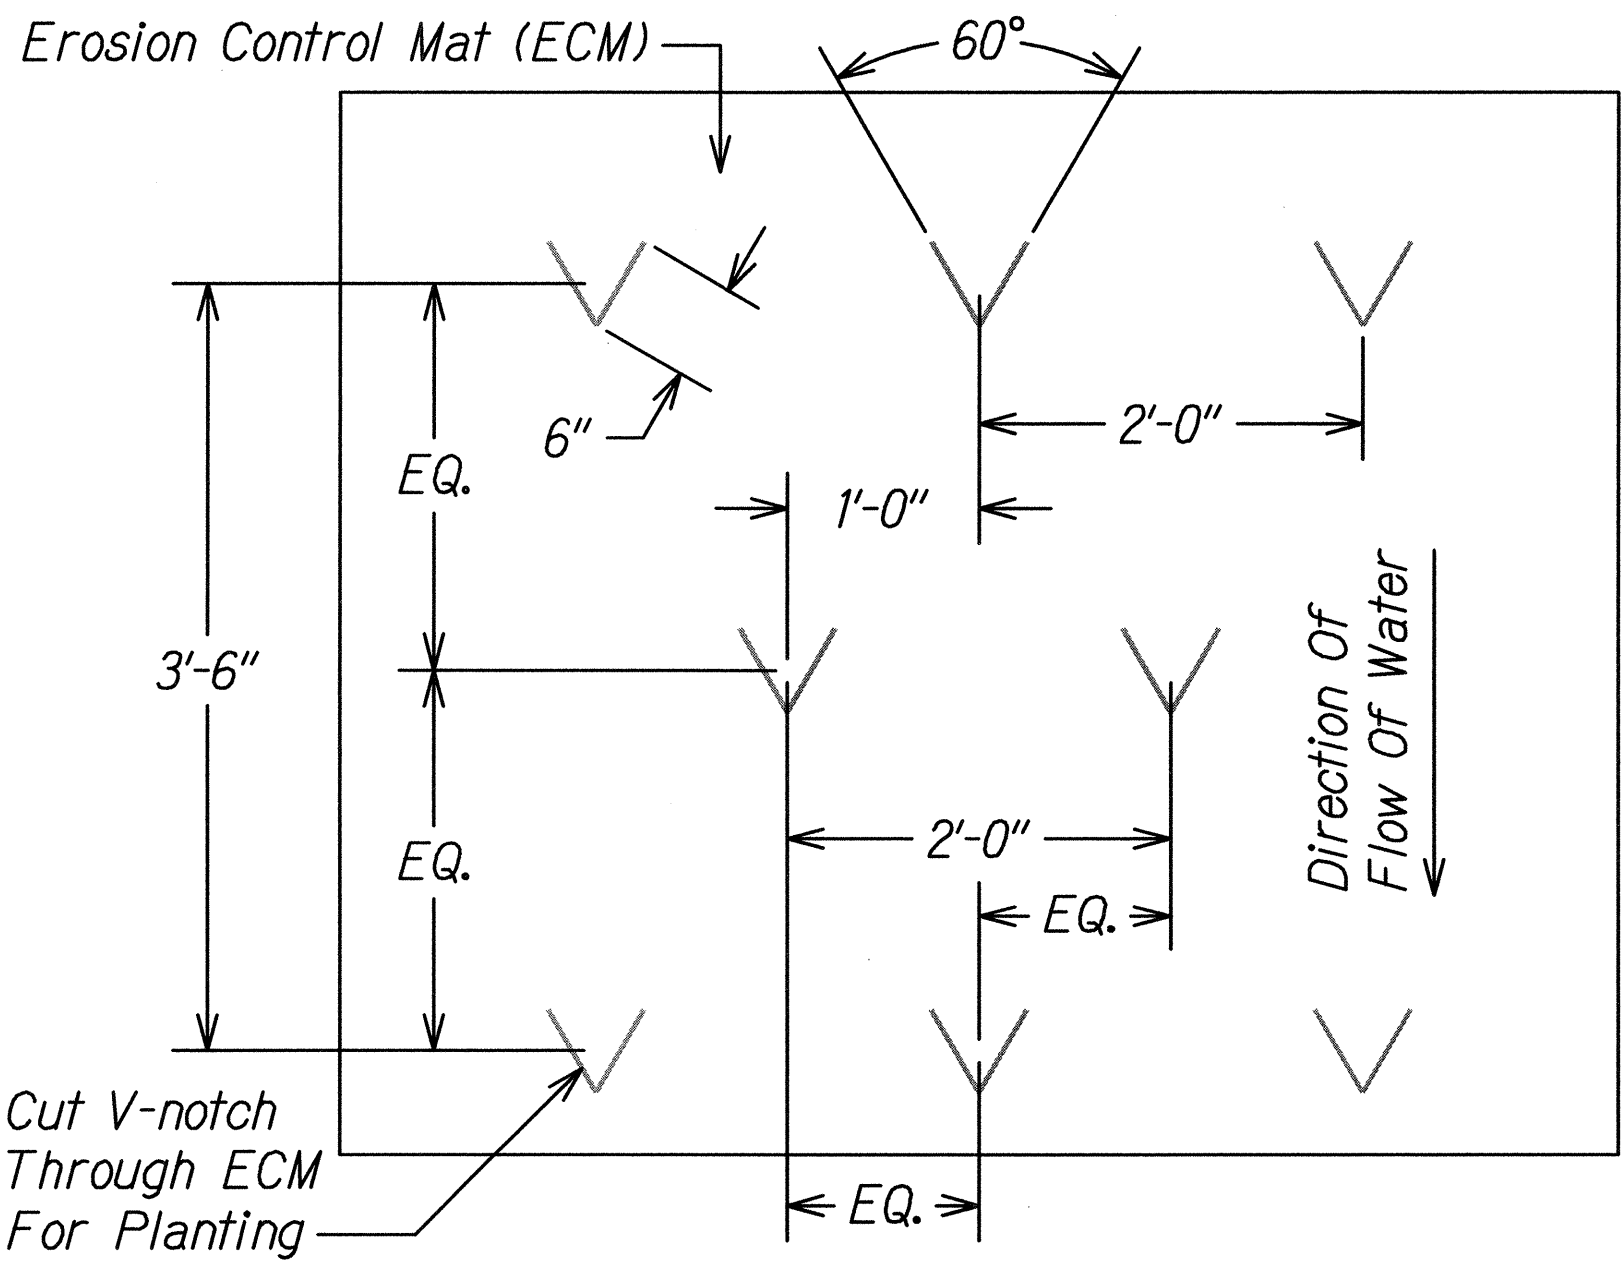 Erosion Control Mat (ECM)
60°
6"
2'-0"
EQ.
1'-0"
3'-6"
Direction Of
Flow Of Water
2'-0"
EQ.
EQ.
Cut V-notch
Through ECM
For Planting
EQ.